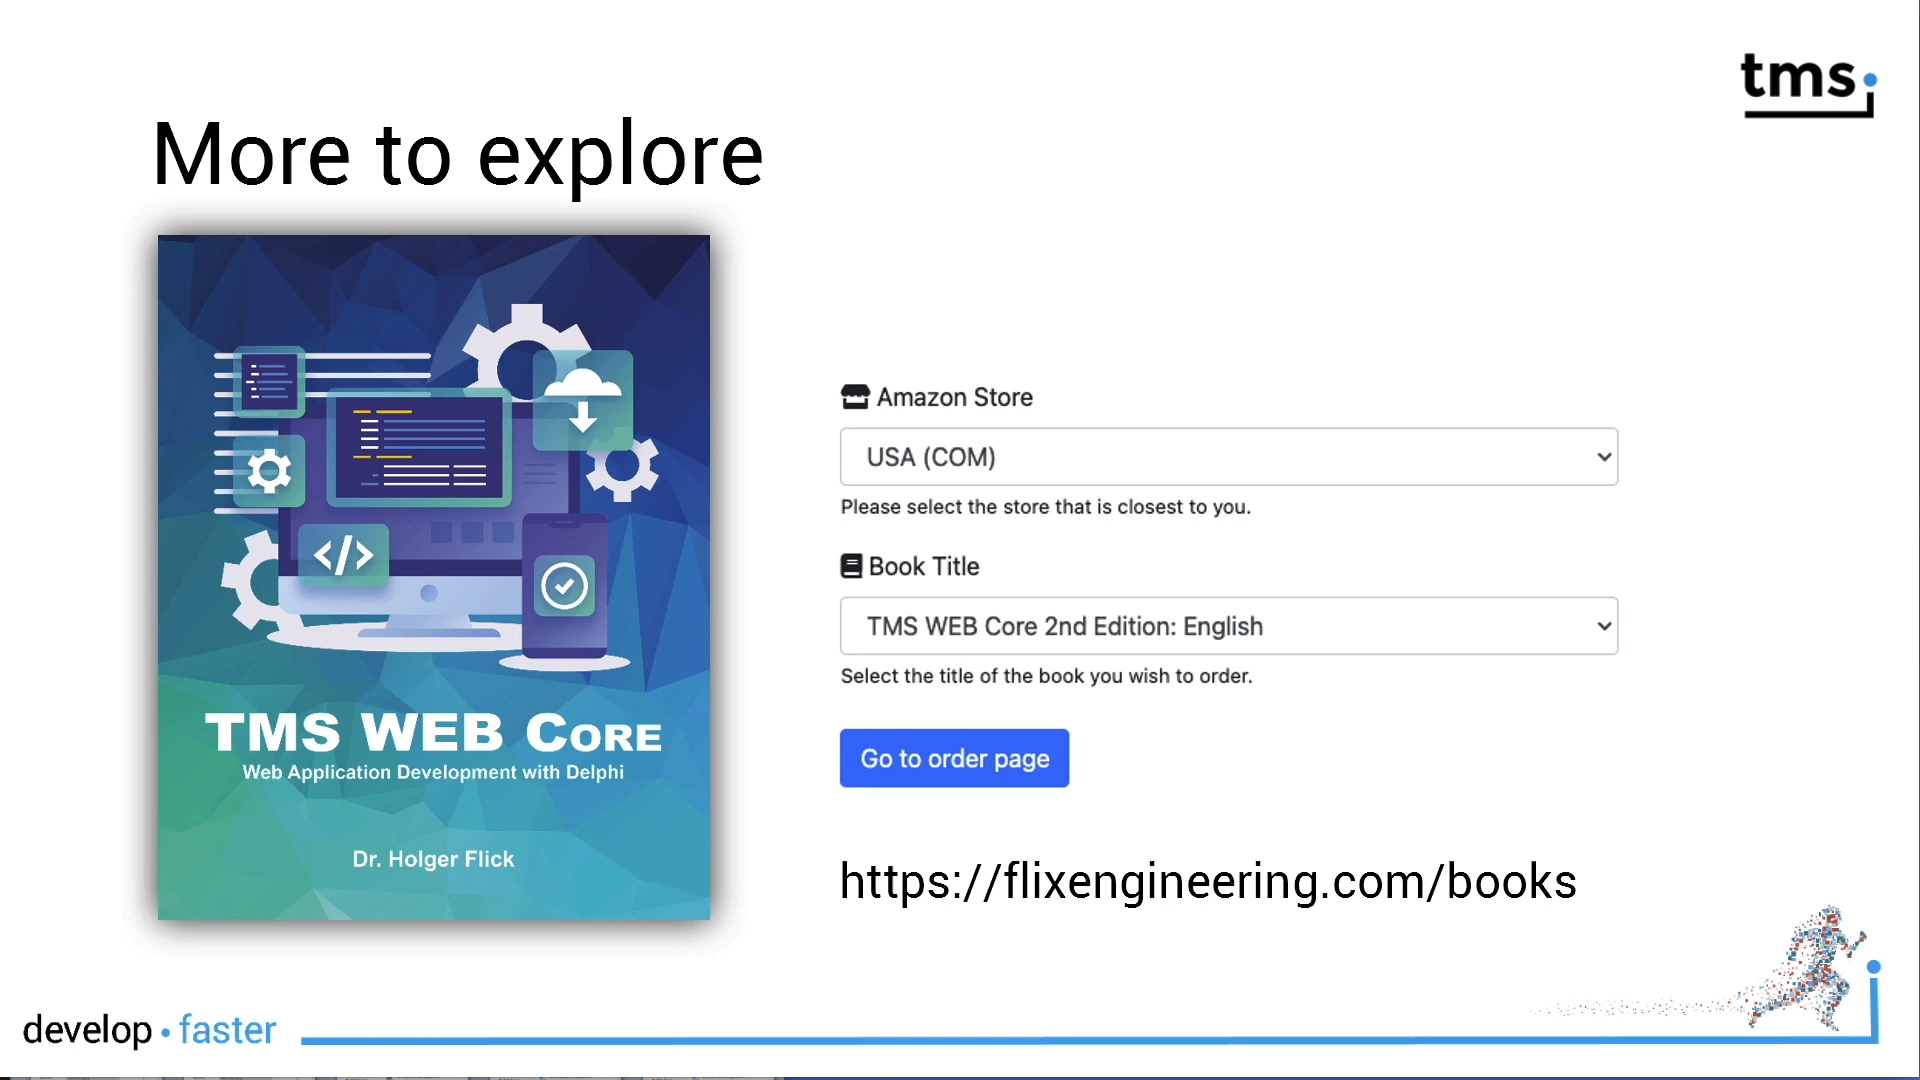 tms
More to explore
</>
TMS WEB Core
Web Application Development with Delphi
Dr. Holger Flick
Amazon Store
USA (COM)
Please select the store that is closest to you.
Book Title
TMS WEB Core 2nd Edition: English
Select the title of the book you wish to order.
Go to order page
https://flixengineering.com/books
develop • faster